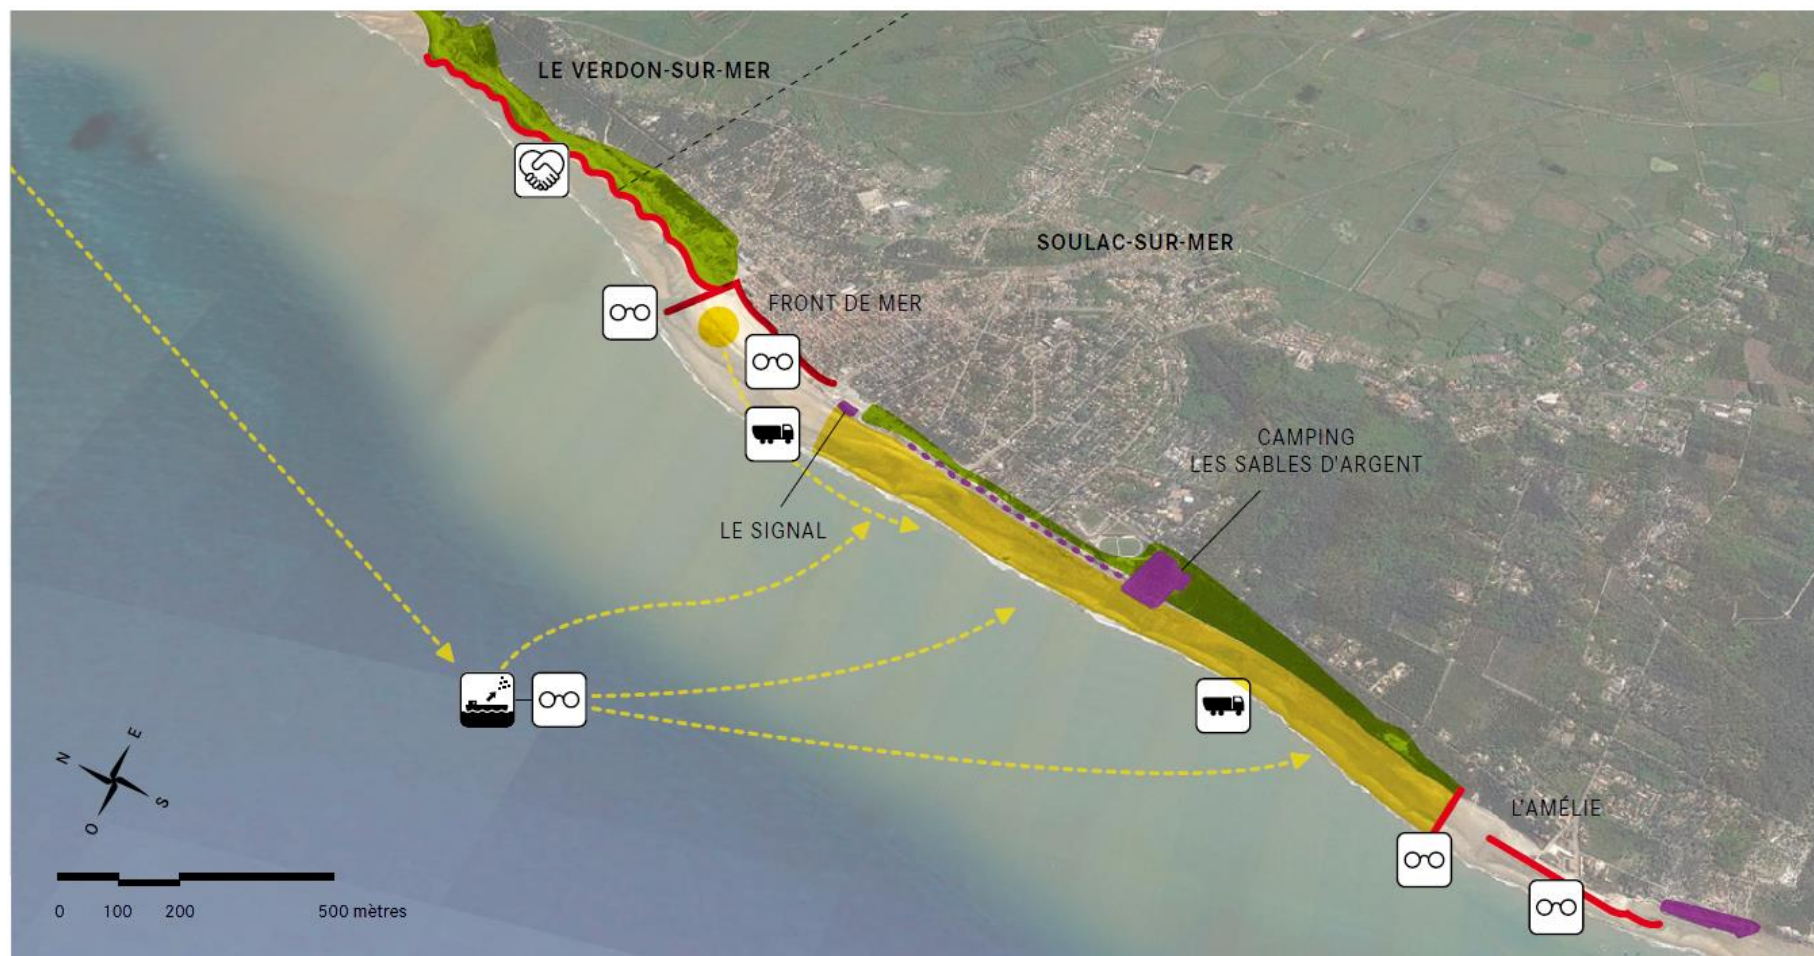 LE VERDON-SUR-MER
SOULAC-SUR-MER
FRONT DE MER
CAMPING
LES SABLES D'ARGENT
LE SIGNAL
L'AMÉLIE
N
E
S
O
0 100 200 500 mètres